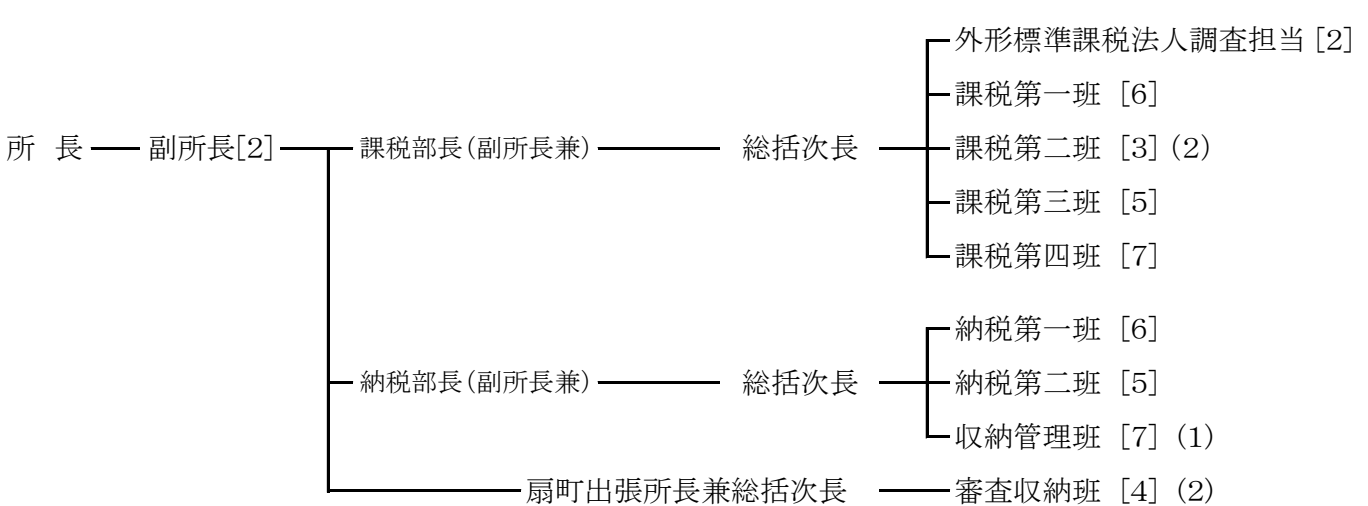 外形標準課税法人調査担当［2］
課税第一班［6］
所 長 副所長[2] 課税部長(副所長兼) 総括次長 課税第二班［3］(2)
課税第三班［5］
課税第四班［7］
納税第一班［6］
納税部長(副所長兼) 総括次長 納税第二班［5］
収納管理班［7］(1)
扇町出張所長兼総括次長 審査収納班［4］(2)